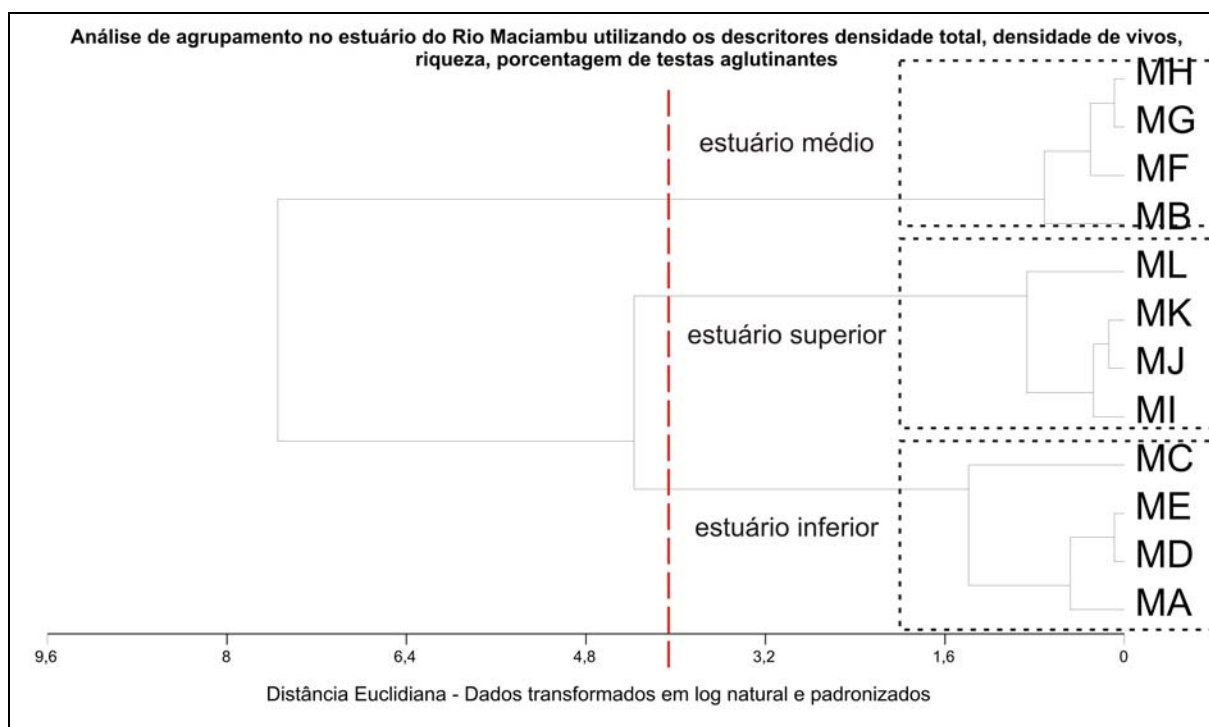 Análise de agrupamento no estuário do Rio Maciambu utilizando os descritores densidade total, densidade de vivos,
riqueza, porcentagem de testas aglutinantes
MH
estuário médio
MG
MF
MB
ML
MK
estuário superior
MJ
MI
MC
ME
estuário inferior
MD
MA
9,6 8 6,4 4,8 3,2 1,6 0
Distância Euclidiana - Dados transformados em log natural e padronizados